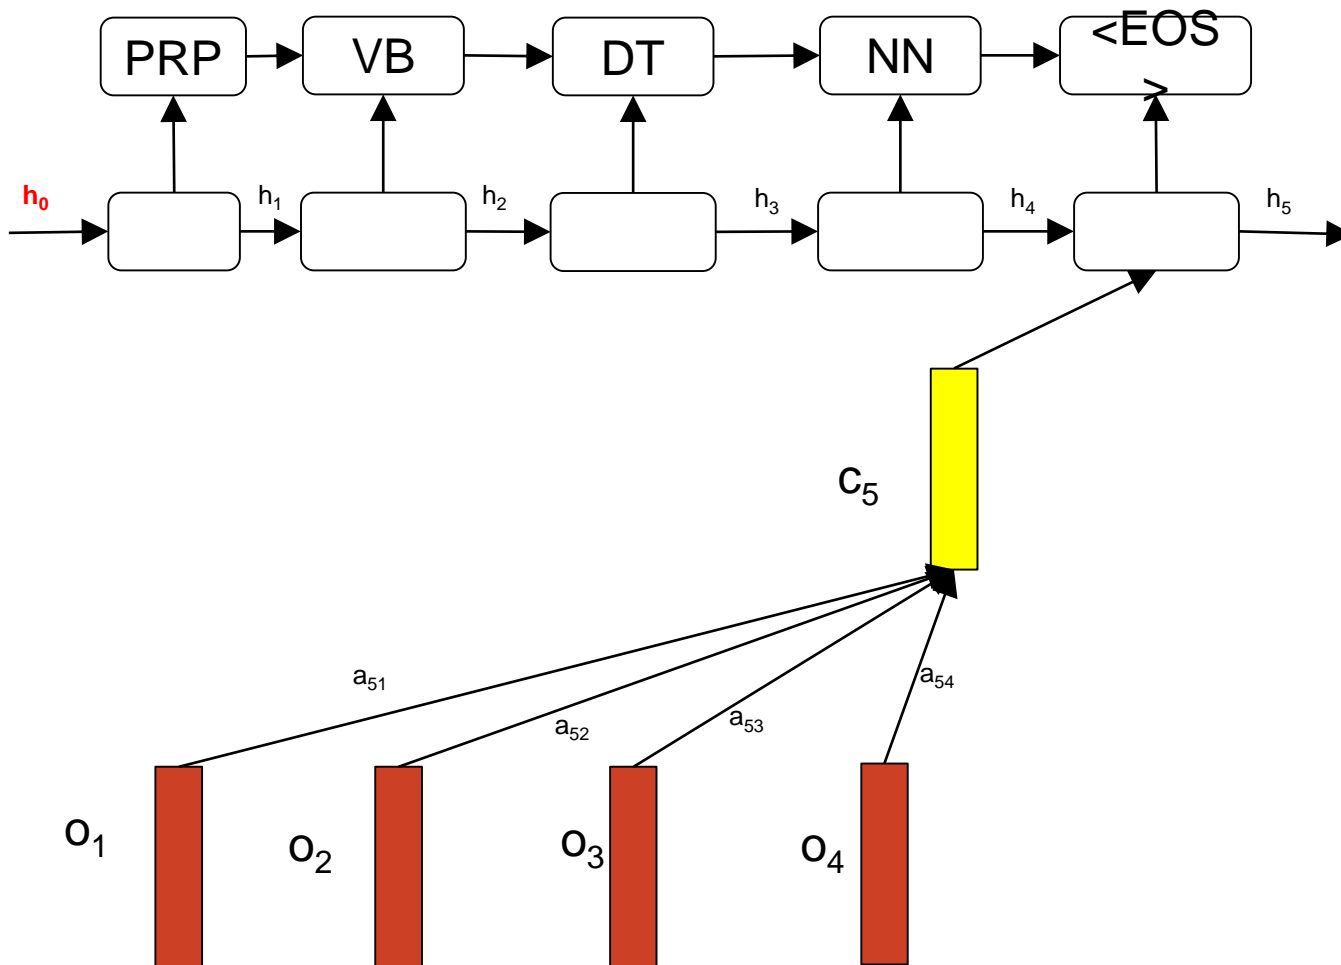 PRP VB DT NN <EOS
>
h₀ h₁ h₂ h₃ h₄ h₅
c₅
a₅₁ a₅₂ a₅₃ a₅₄
o₁ o₂ o₃ o₄